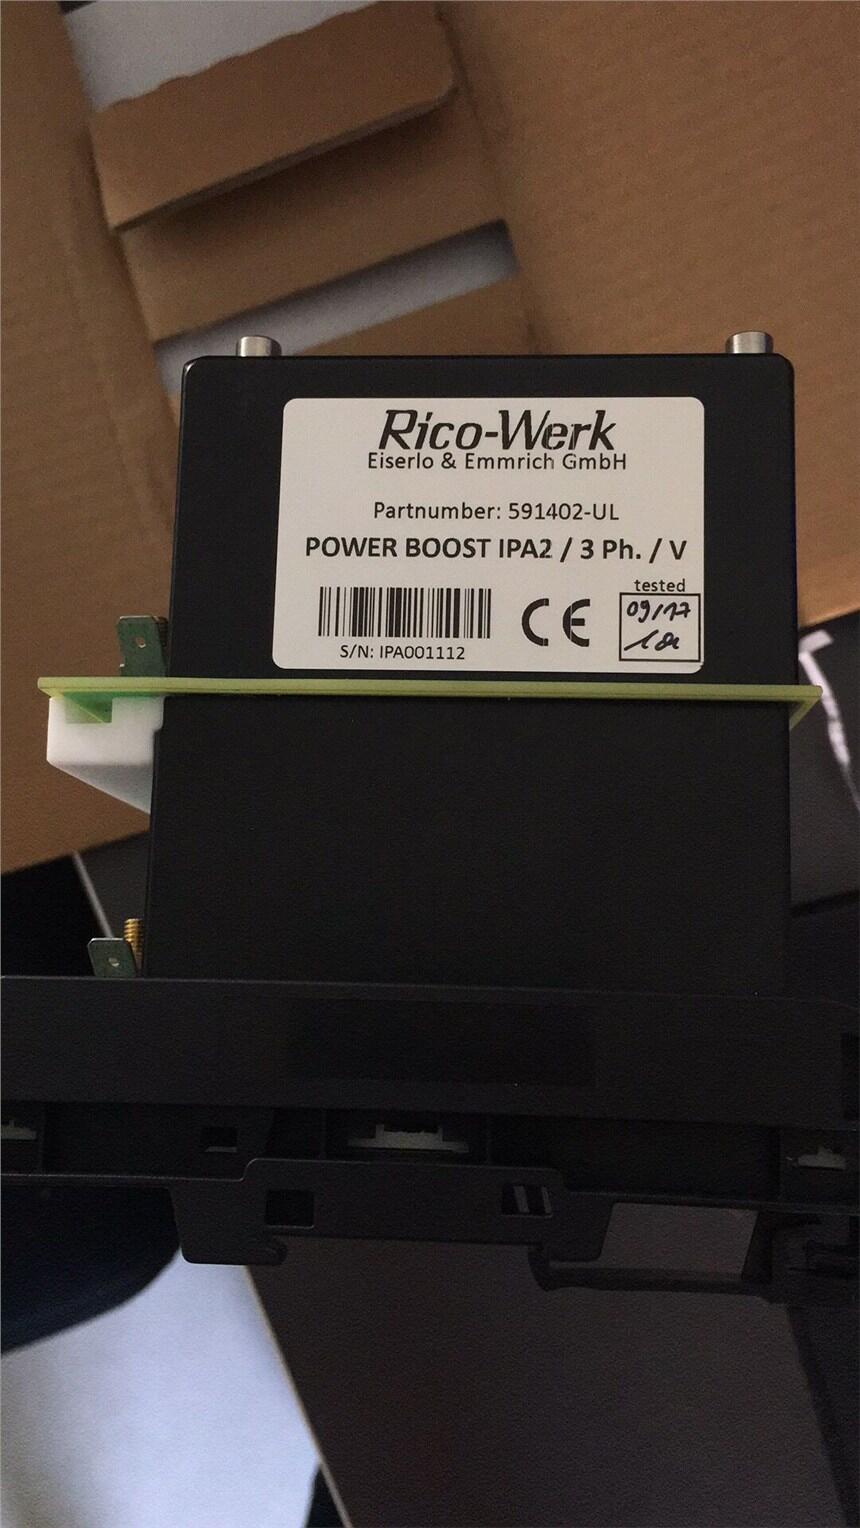 Rico-Werk
Eiserlo & Emmrich GmbH
Partnumber: 591402-UL
POWER BOOST IPA2 / 3 Ph. / V
tested
09/17
S/N: IPA001112
CE